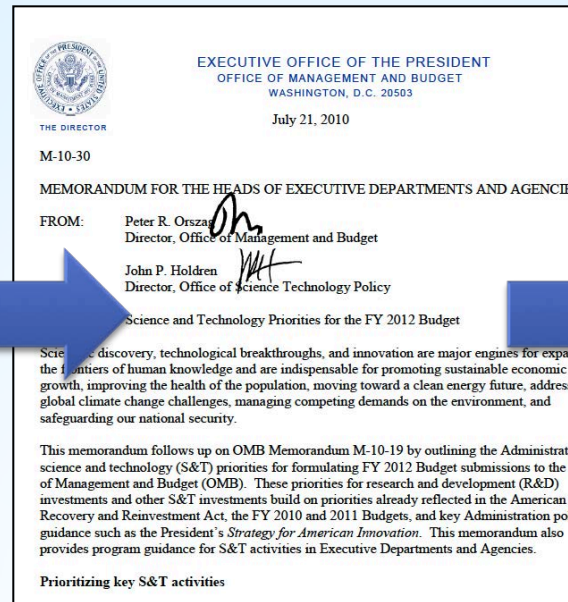 EXECUTIVE OFFICE OF THE PRESIDENT
OFFICE OF MANAGEMENT AND BUDGET
WASHINGTON, D.C. 20503
THE DIRECTOR
July 21, 2010
M-10-30
MEMORANDUM FOR THE HEADS OF EXECUTIVE DEPARTMENTS AND AGENCIE
FROM: Peter R. Orszag
Director, Office of Management and Budget
John P. Holdren
Director, Office of Science Technology Policy
Science and Technology Priorities for the FY 2012 Budget
discovery, technological breakthroughs, and innovation are major engines for expa
the frontiers of human knowledge and are indispensable for promoting sustainable economic
growth, improving the health of the population, moving toward a clean energy future, addres
global climate change challenges, managing competing demands on the environment, and
safeguarding our national security.
This memorandum follows up on OMB Memorandum M-10-19 by outlining the Administrat
science and technology (S&T) priorities for formulating FY 2012 Budget submissions to the
of Management and Budget (OMB). These priorities for research and development (R&D)
investments and other S&T investments build on priorities already reflected in the American
Recovery and Reinvestment Act, the FY 2010 and 2011 Budgets, and key Administration po
guidance such as the President's Strategy for American Innovation. This memorandum also
provides program guidance for S&T activities in Executive Departments and Agencies.
Prioritizing key S&T activities